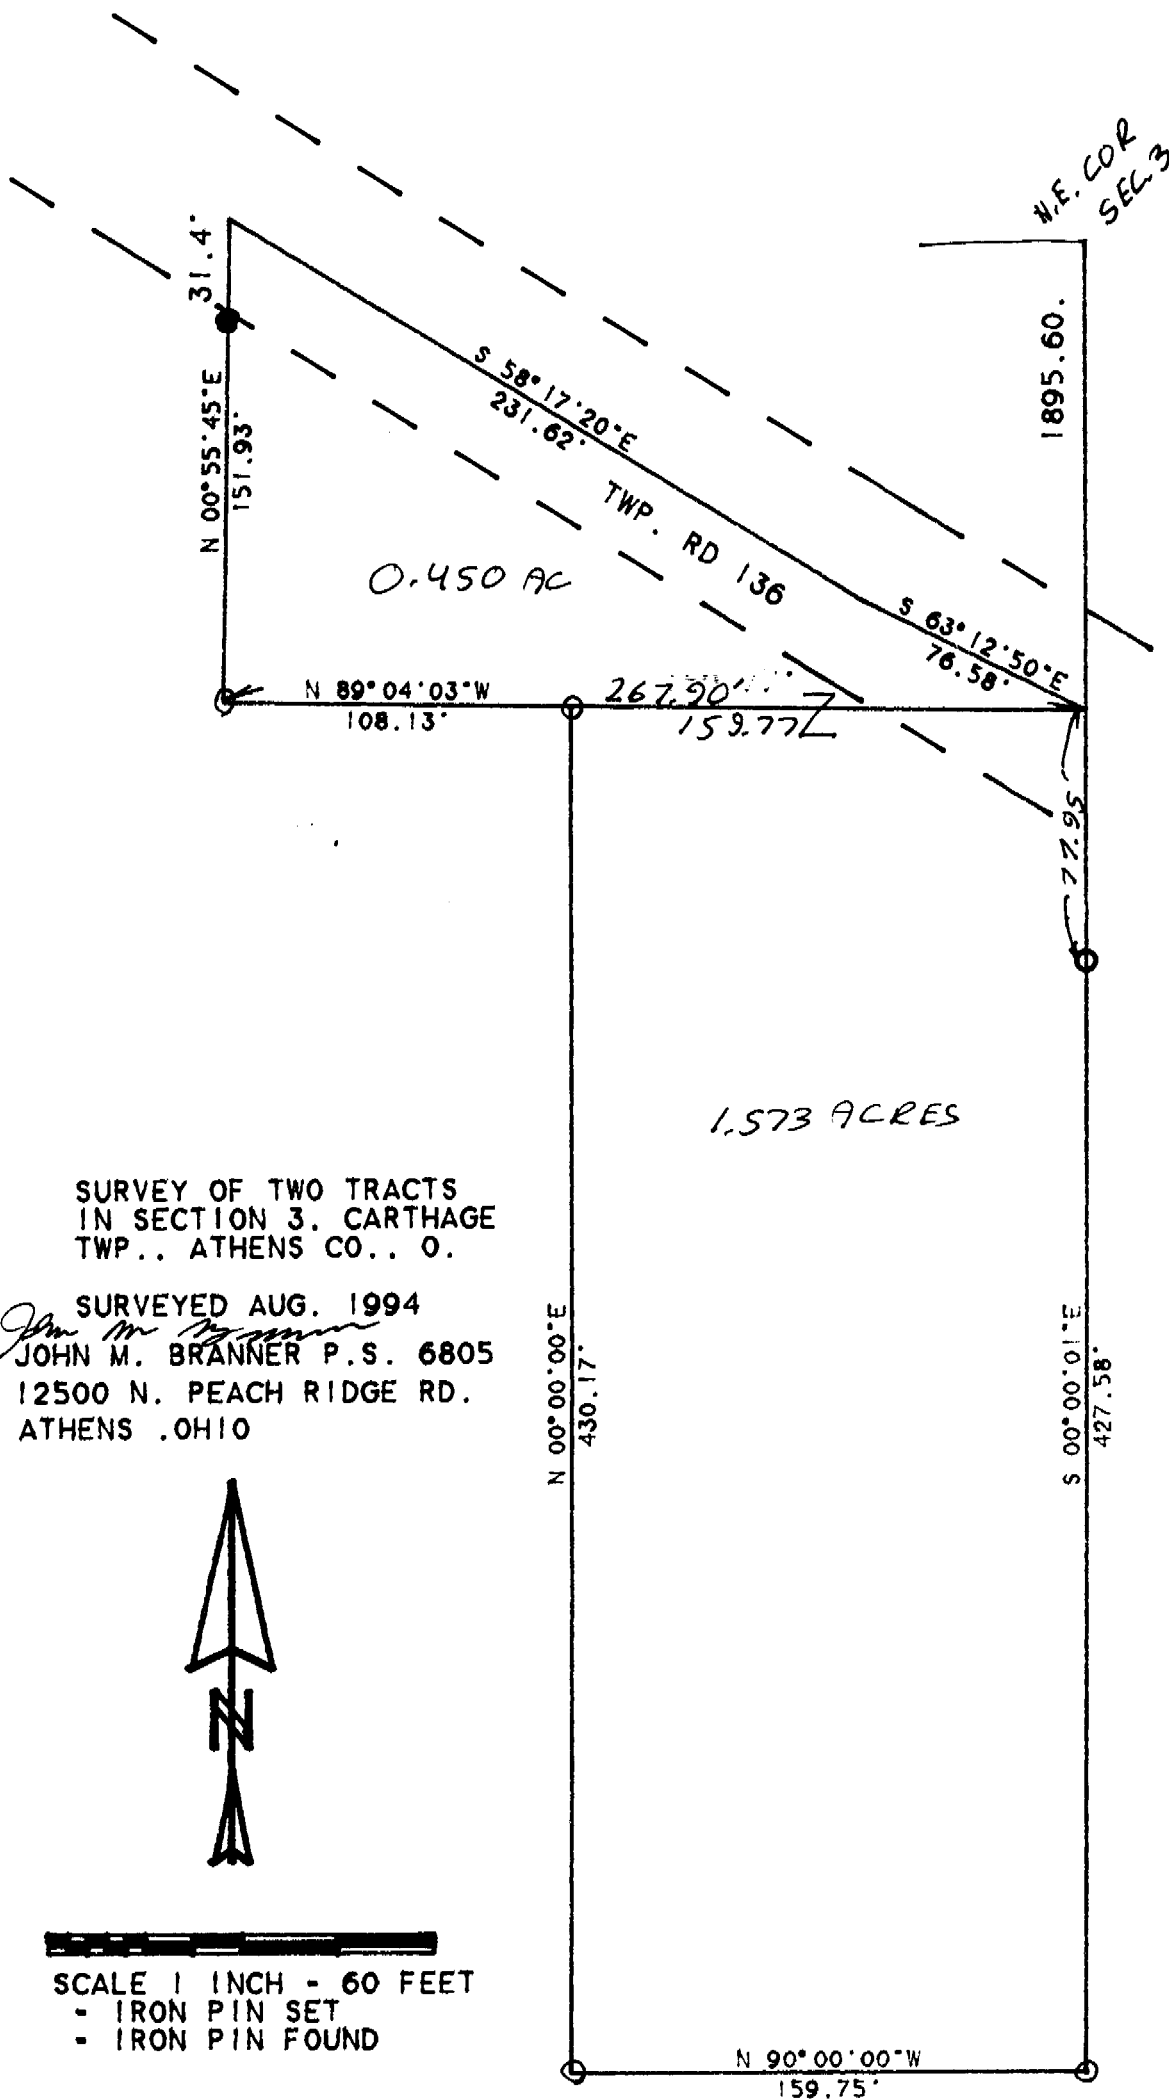 N.E. COR
SEC. 3
31.4'
1895.60.
N 00°55'45"E
151.93'
S 58°17'20"E
231.62'
TWP. RD 136
0.450 AC
S 63°12'50"E
76.58'
N 89°04'03"W
108.13'
267.90'
159.77
77.95
1.573 ACRES
SURVEY OF TWO TRACTS
IN SECTION 3. CARTHAGE
TWP.. ATHENS CO.. O.
SURVEYED AUG. 1994
JOHN M. BRANNER P.S. 6805
12500 N. PEACH RIDGE RD.
ATHENS .OHIO
N 00°00'00"E
430.17'
S 00°00'01"E
427.58'
N
SCALE 1 INCH - 60 FEET
- IRON PIN SET
- IRON PIN FOUND
N 90°00'00"W
159.75'